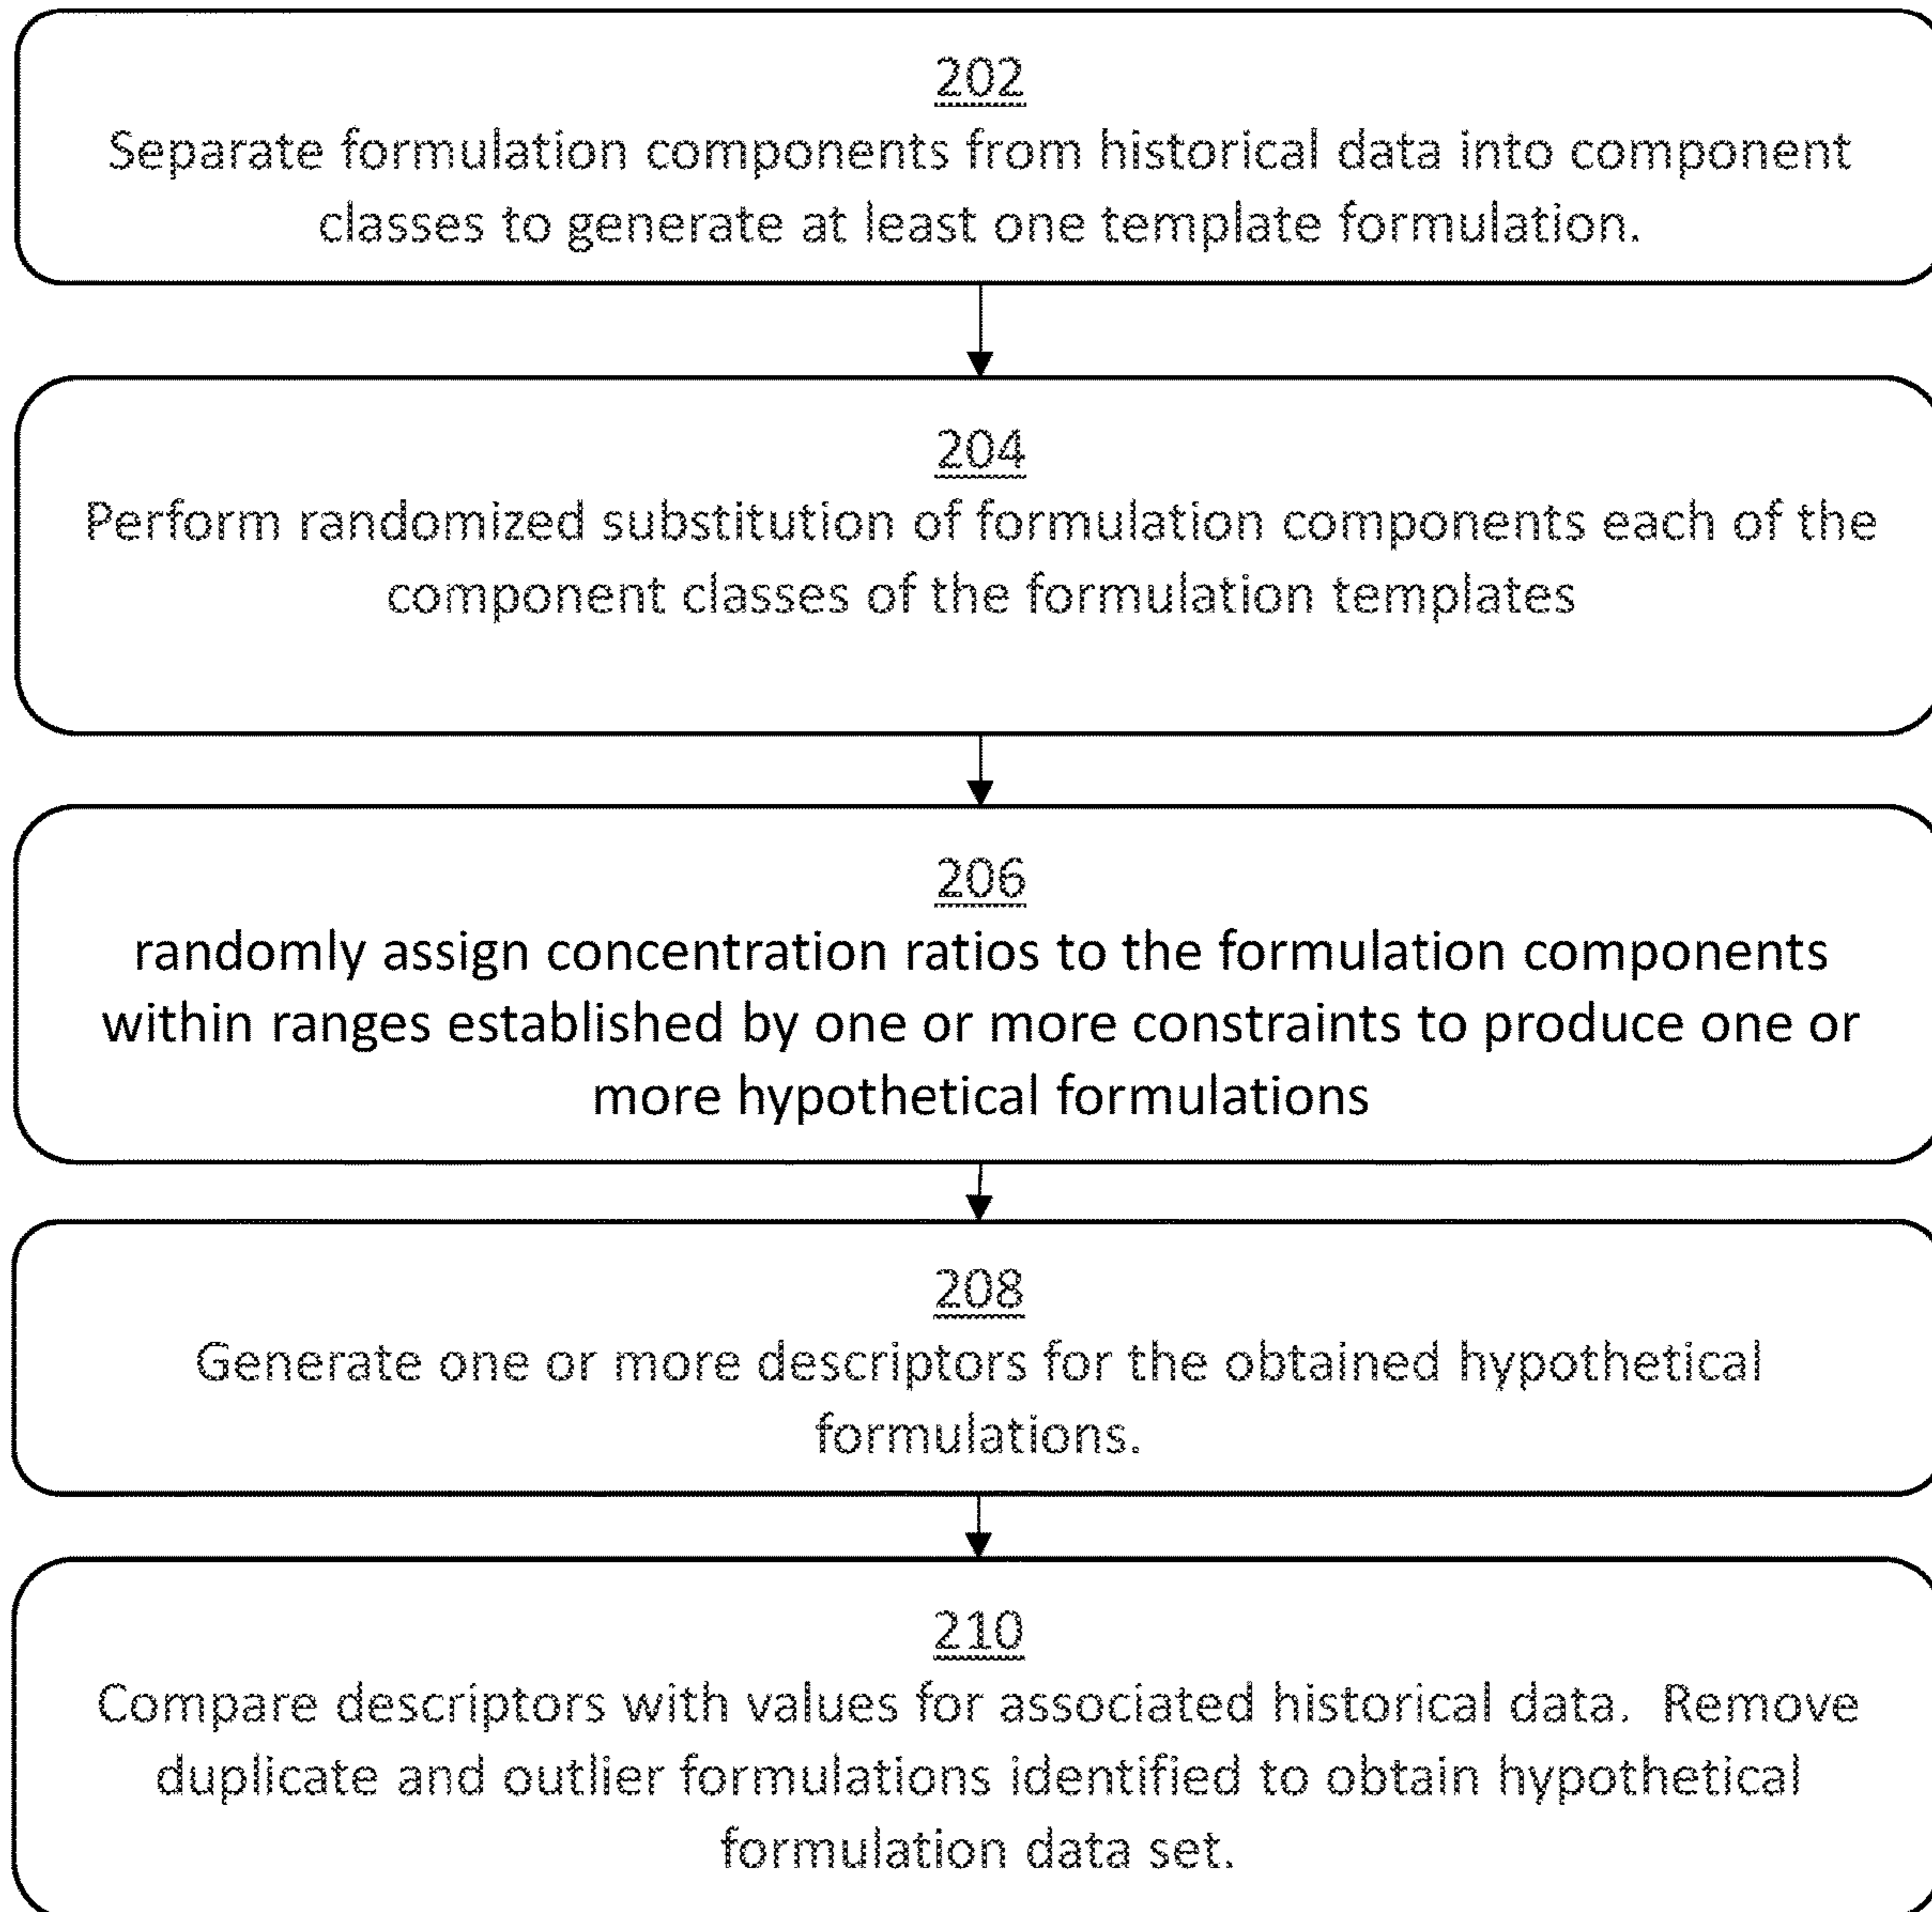 202
Separate formulation components from historical data into component
classes to generate at least one template formulation.
204
Perform randomized substitution of formulation components each of the
component classes of the formulation templates
206
randomly assign concentration ratios to the formulation components
within ranges established by one or more constraints to produce one or
more hypothetical formulations
208
Generate one or more descriptors for the obtained hypothetical
formulations.
210
Compare descriptors with values for associated historical data.  Remove
duplicate and outlier formulations identified to obtain hypothetical
formulation data set.